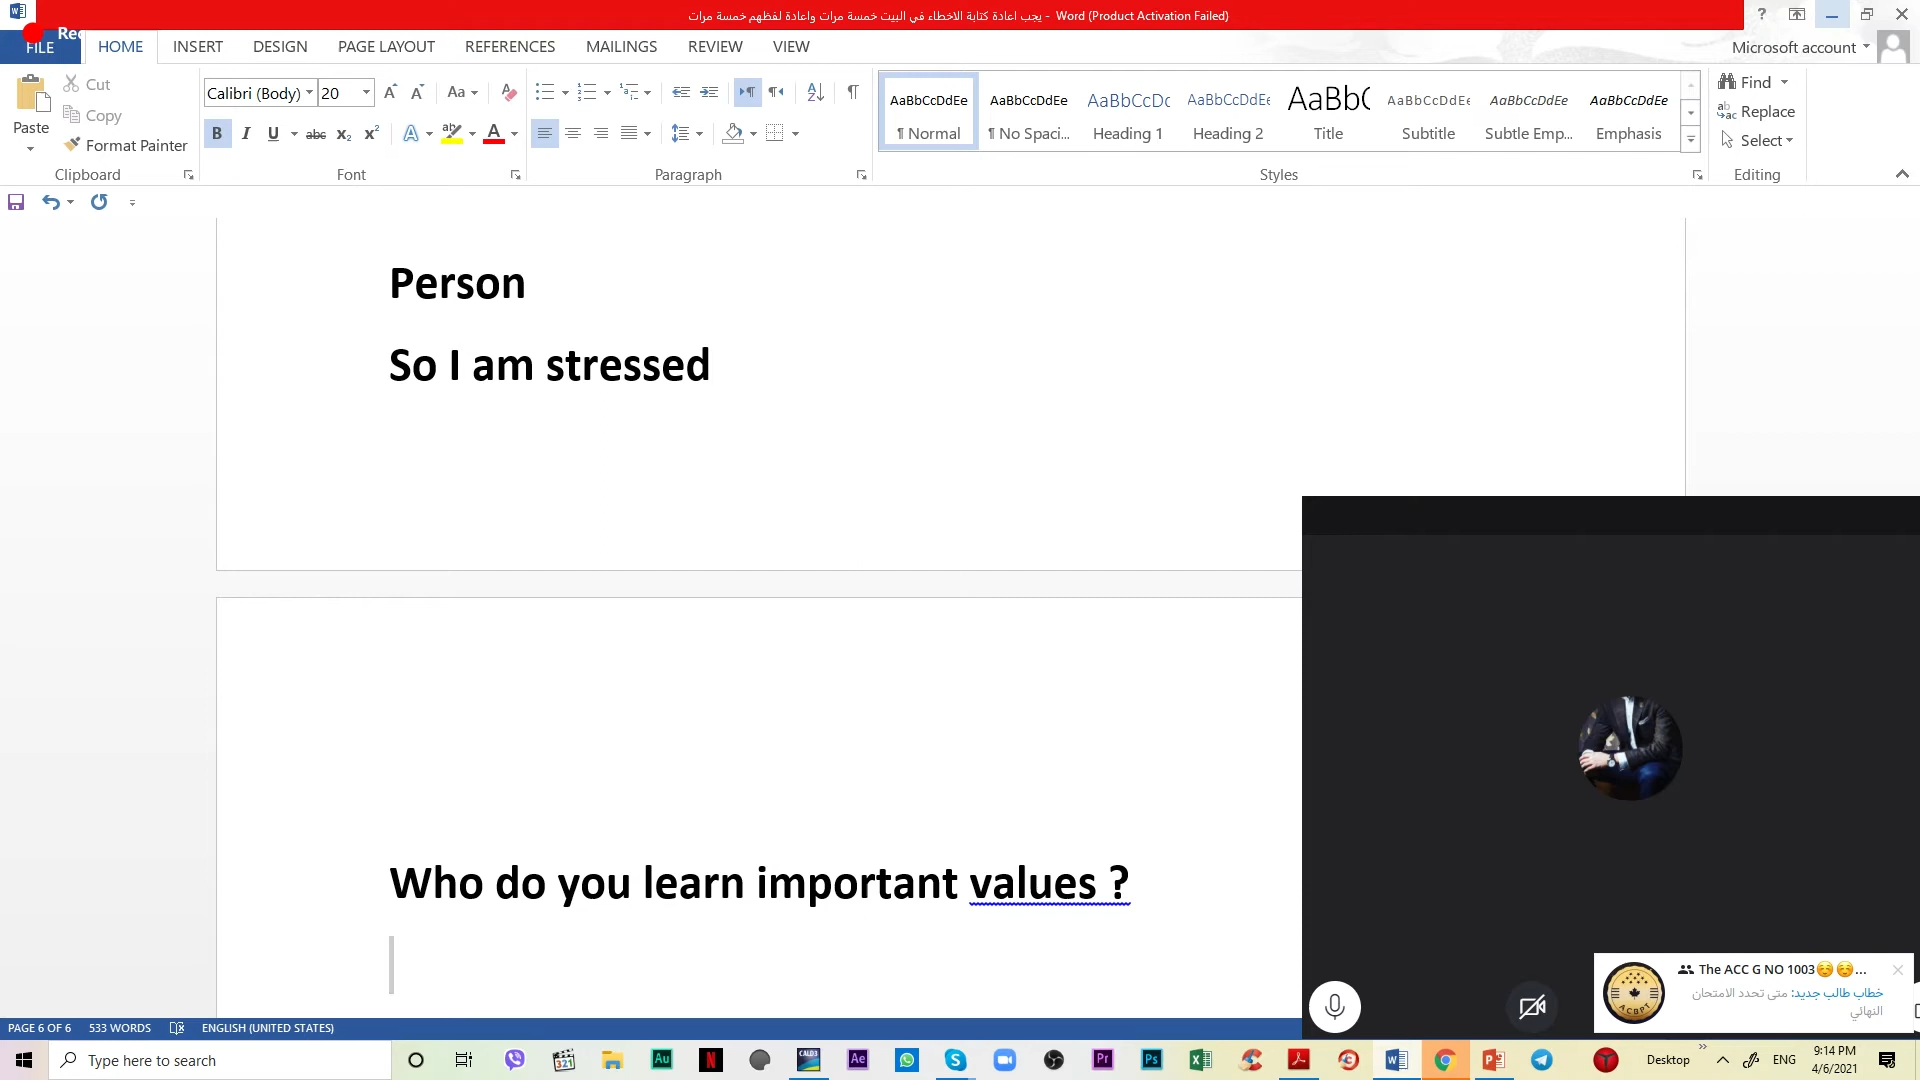 يجب اعادة كتابة الاخطاء في البيت خمسة مرات واعادة لفظهم خمسة مرات - Word (Product Activation Failed)
Rec
FILE HOME INSERT DESIGN PAGE LAYOUT REFERENCES MAILINGS REVIEW VIEW Microsoft account
Paste Cut Copy Format Painter
Calibri (Body) 20
AaBbCcDdEe AaBbCcDdEe AaBbCcDc AaBbCcDdEe AaBb( AaBbCcDdEe AaBbCcDdEe AaBbCcDdEe
¶ Normal ¶ No Spaci... Heading 1 Heading 2 Title Subtitle Subtle Emp... Emphasis
Find
Replace
Select
Clipboard Font Paragraph Styles Editing
Person
So I am stressed
Who do you learn important values ?
The ACC G NO 1003☺️☺️...
خطاب طالب جديد: متى تحدد الامتحان
النهائي
ACBPT
PAGE 6 OF 6 533 WORDS ENGLISH (UNITED STATES)
Type here to search
Desktop ENG 9:14 PM
4/6/2021